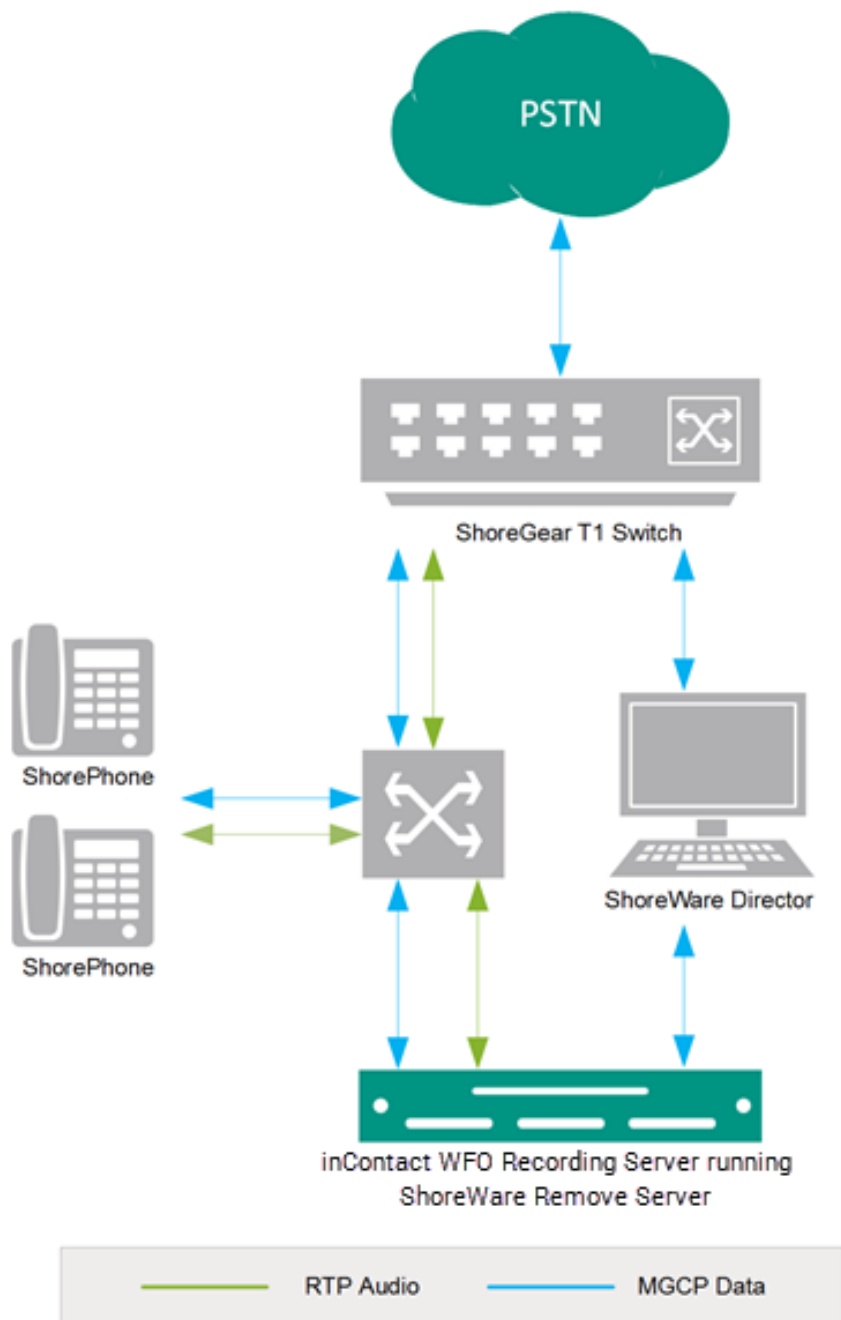 PSTN
ShoreGear T1 Switch
ShorePhone
ShorePhone
ShoreWare Director
inContact WFO Recording Server running
ShoreWare Remove Server
RTP Audio
MGCP Data